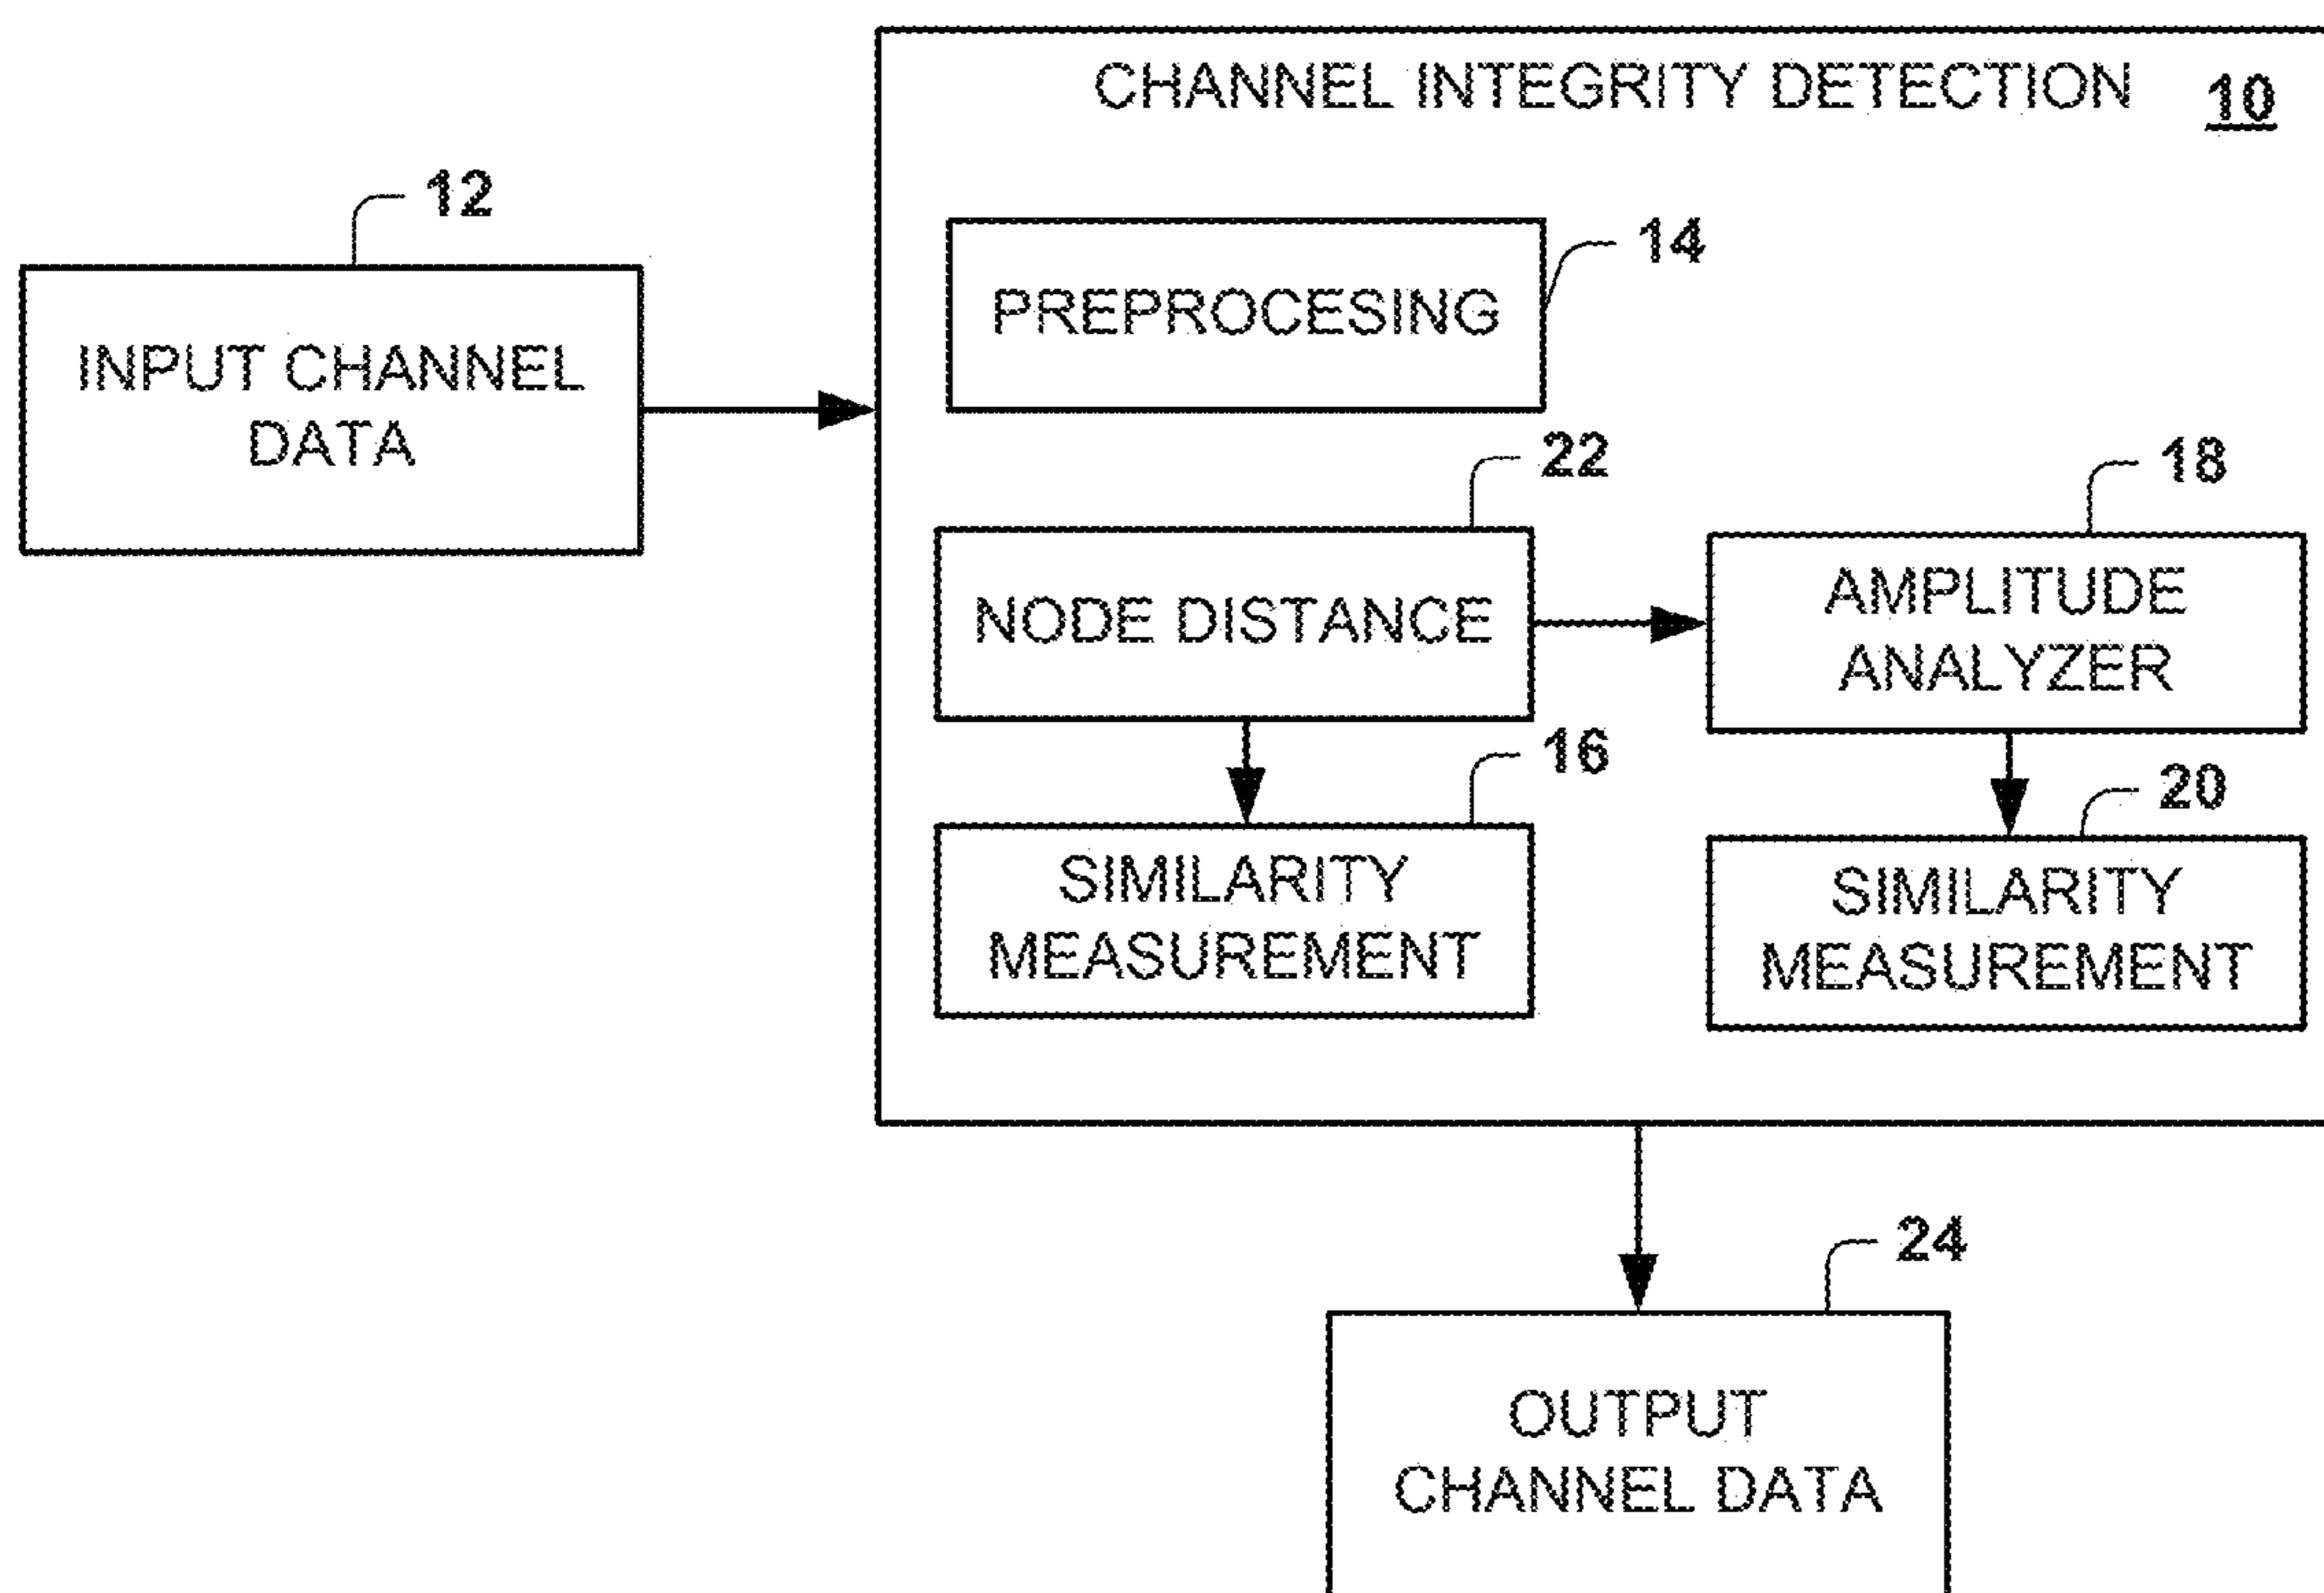 CHANNEL INTEGRITY DETECTION 10
12
INPUT CHANNEL
DATA
14
PREPROCESING
22
NODE DISTANCE
18
AMPLITUDE
ANALYZER
16
SIMILARITY
MEASUREMENT
20
SIMILARITY
MEASUREMENT
24
OUTPUT
CHANNEL DATA